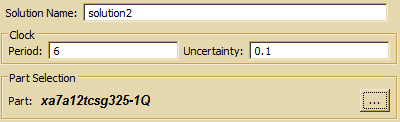 Solution Name: solution2
Clock
Period: 6 Uncertainty: 0.1
Part Selection
Part: xa7a12tcsg325-1Q ...